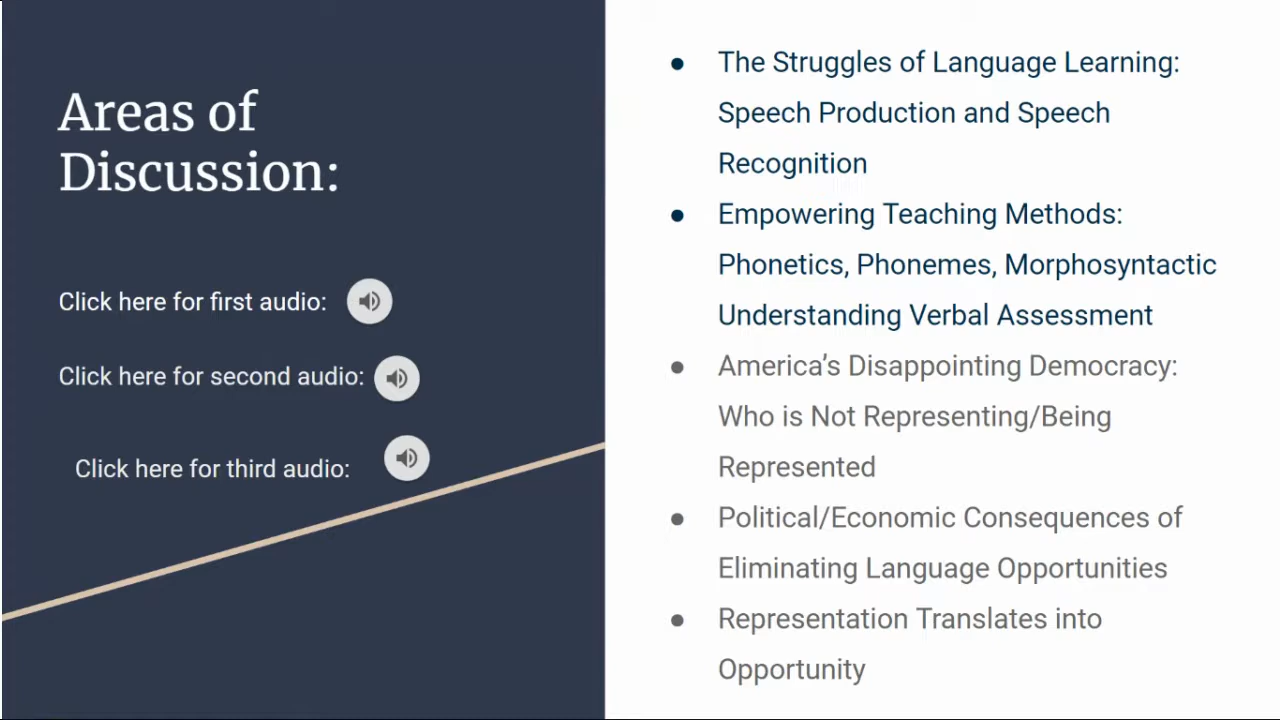 Areas of
Discussion:
Click here for first audio:
Click here for second audio:
Click here for third audio:
● The Struggles of Language Learning:
Speech Production and Speech
Recognition
● Empowering Teaching Methods:
Phonetics, Phonemes, Morphosyntactic
Understanding Verbal Assessment
● America’s Disappointing Democracy:
Who is Not Representing/Being
Represented
● Political/Economic Consequences of
Eliminating Language Opportunities
● Representation Translates into
Opportunity